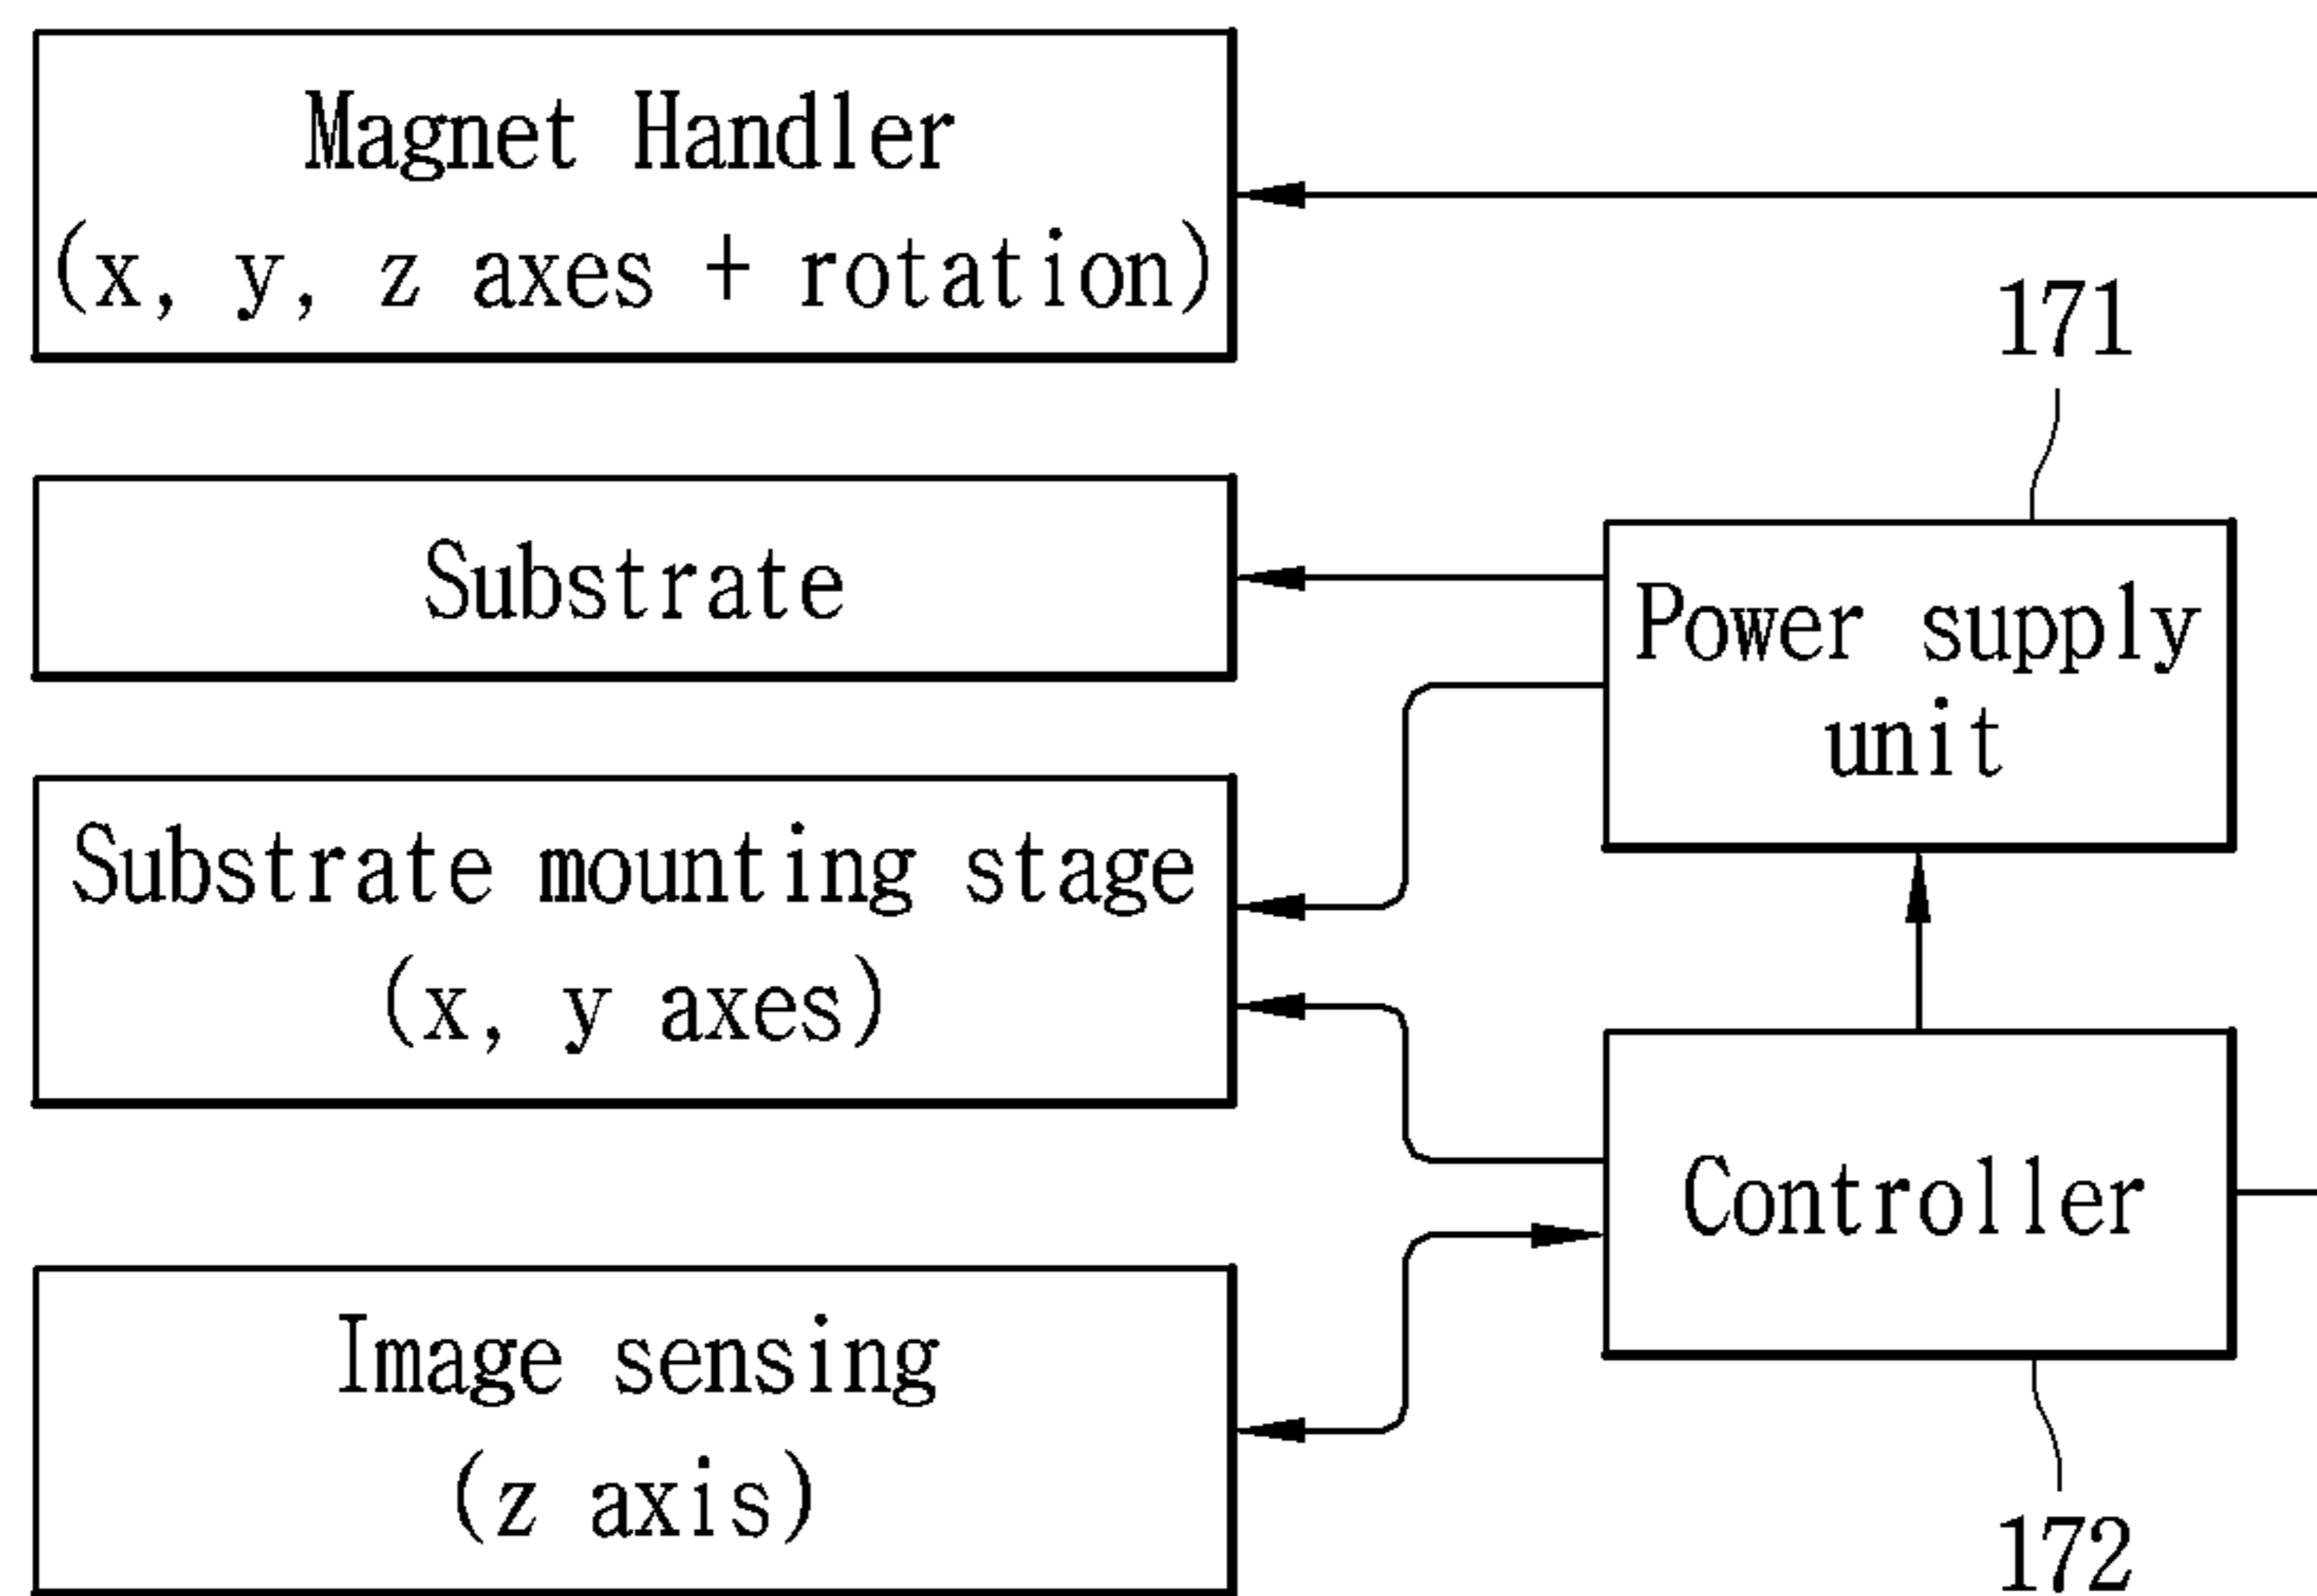 Magnet Handler
(x, y, z axes + rotation)
171
Substrate
Power supply
unit
Substrate mounting stage
(x, y axes)
Controller
Image sensing
(z axis)
172